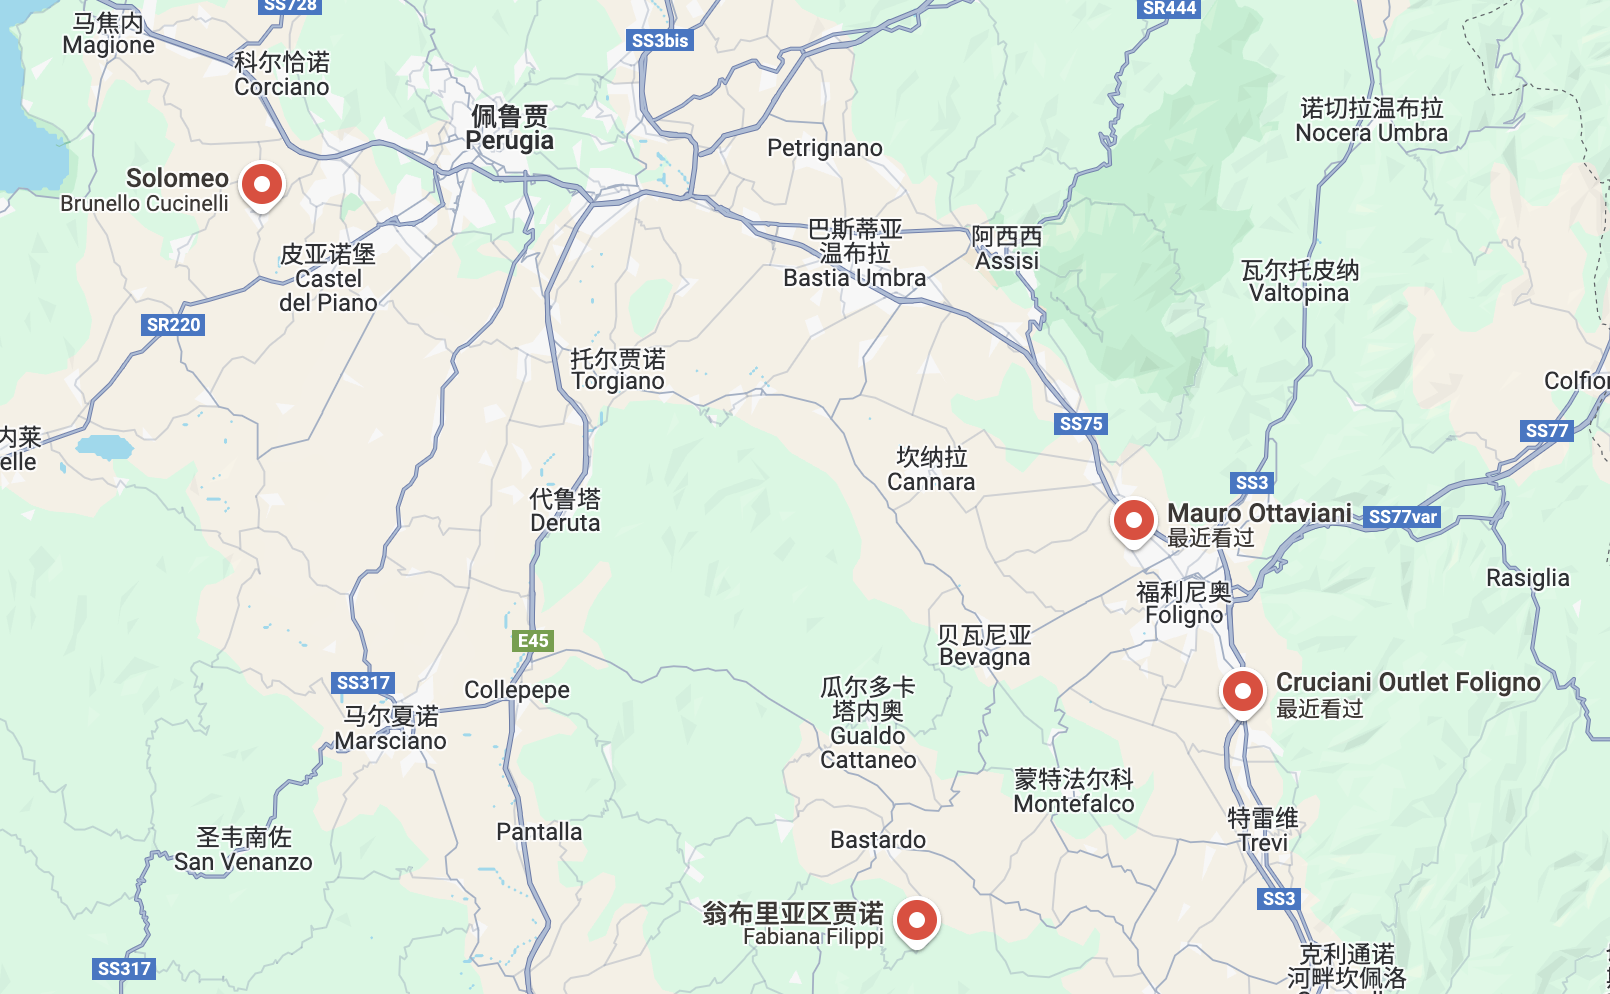 SS728
SR444
马焦内
Magione
科尔恰诺
Corciano
SS3bis
佩鲁贾
Perugia
Petrignano
诺切拉温布拉
Nocera Umbra
Solomeo
Brunello Cucinelli
皮亚诺堡
Castel
del Piano
巴斯蒂亚
温布拉
Bastia Umbra
阿西西
Assisi
瓦尔托皮纳
Valtopina
SR220
托尔贾诺
Torgiano
Colfior
SS75
SS77
内莱
elle
坎纳拉
Cannara
SS3
代鲁塔
Deruta
Mauro Ottaviani
最近看过
SS77var
Rasiglia
福利尼奥
Foligno
E45
贝瓦尼亚
Bevagna
SS317
Collepepe
瓜尔多卡
塔内奥
Gualdo
Cattaneo
Cruciani Outlet Foligno
最近看过
马尔夏诺
Marsciano
蒙特法尔科
Montefalco
圣韦南佐
San Venanzo
Pantalla
Bastardo
特雷维
Trevi
SS3
翁布里亚区贾诺
Fabiana Filippi
SS317
克利通诺
河畔坎佩洛